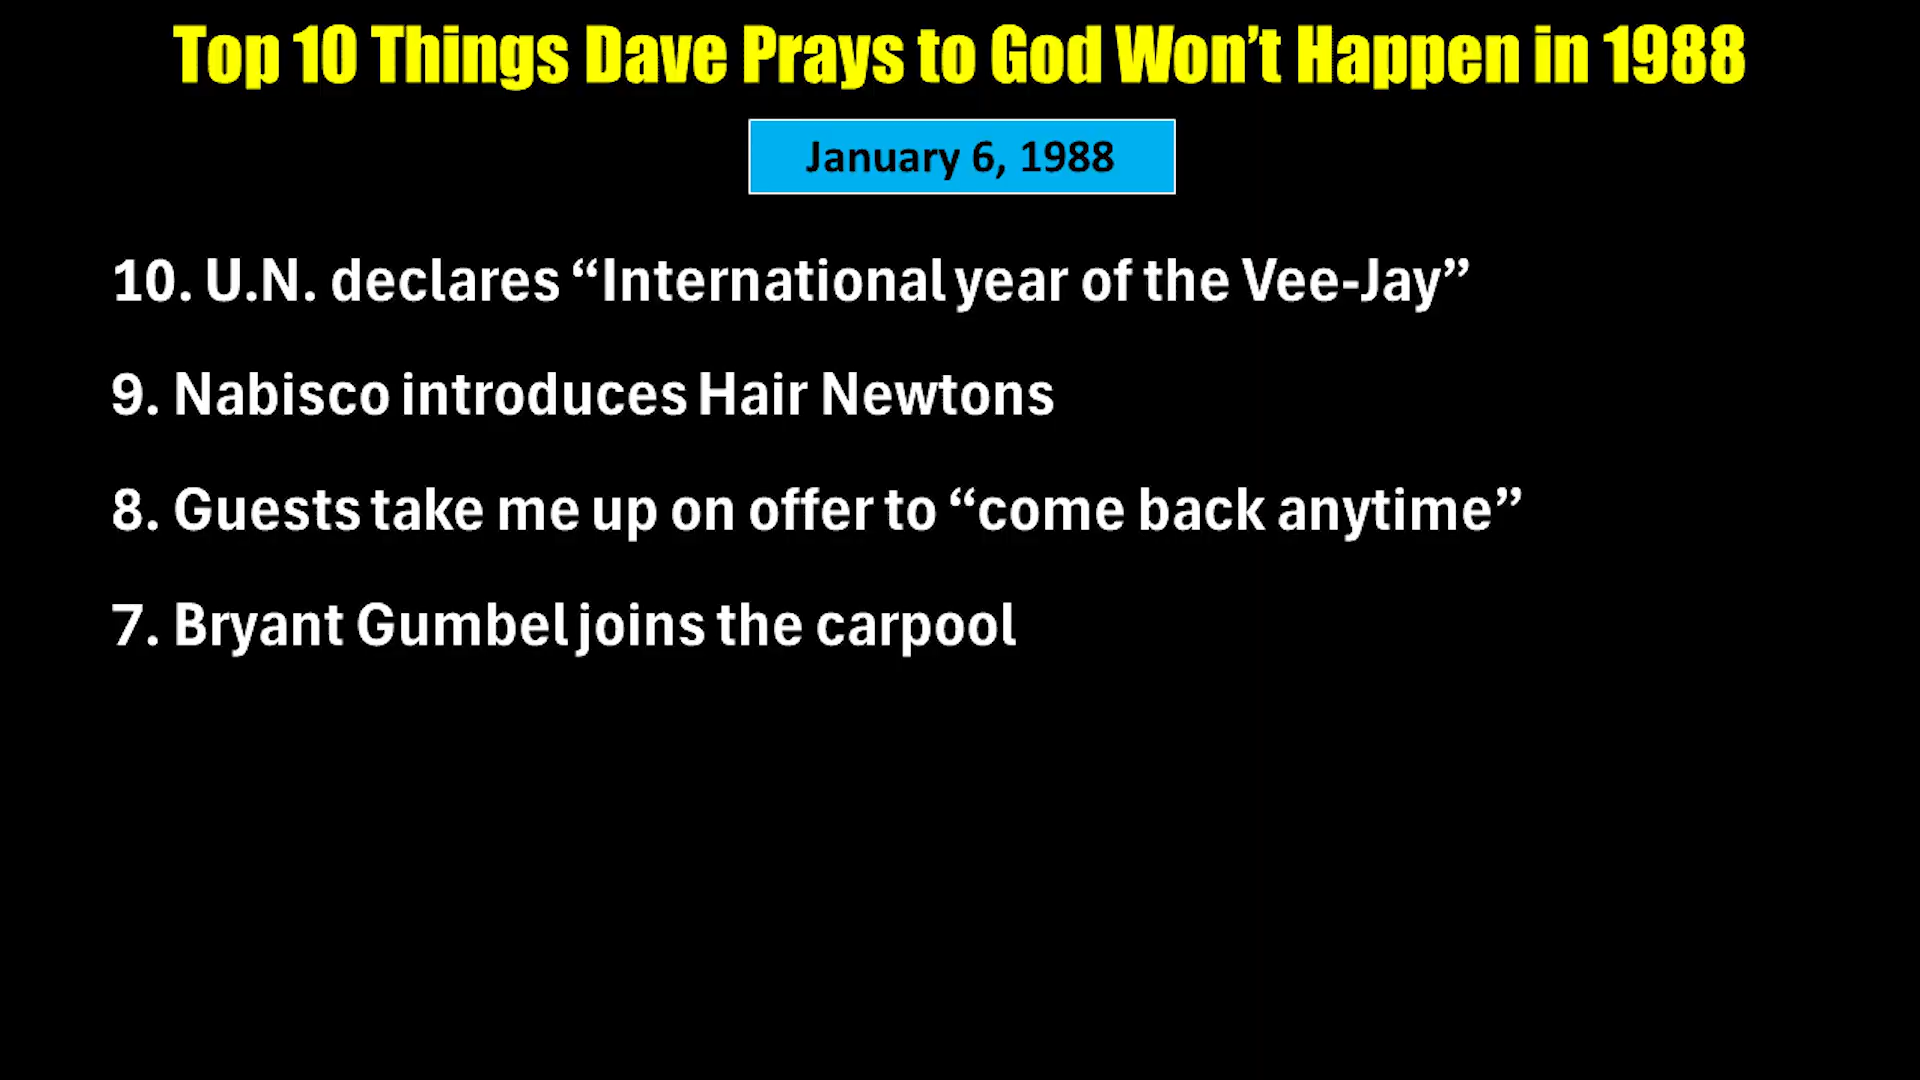 Top 10 Things Dave Prays to God Won’t Happen in 1988
January 6, 1988
10. U.N. declares “International year of the Vee-Jay”
9. Nabisco introduces Hair Newtons
8. Guests take me up on offer to “come back anytime”
7. Bryant Gumbel joins the carpool